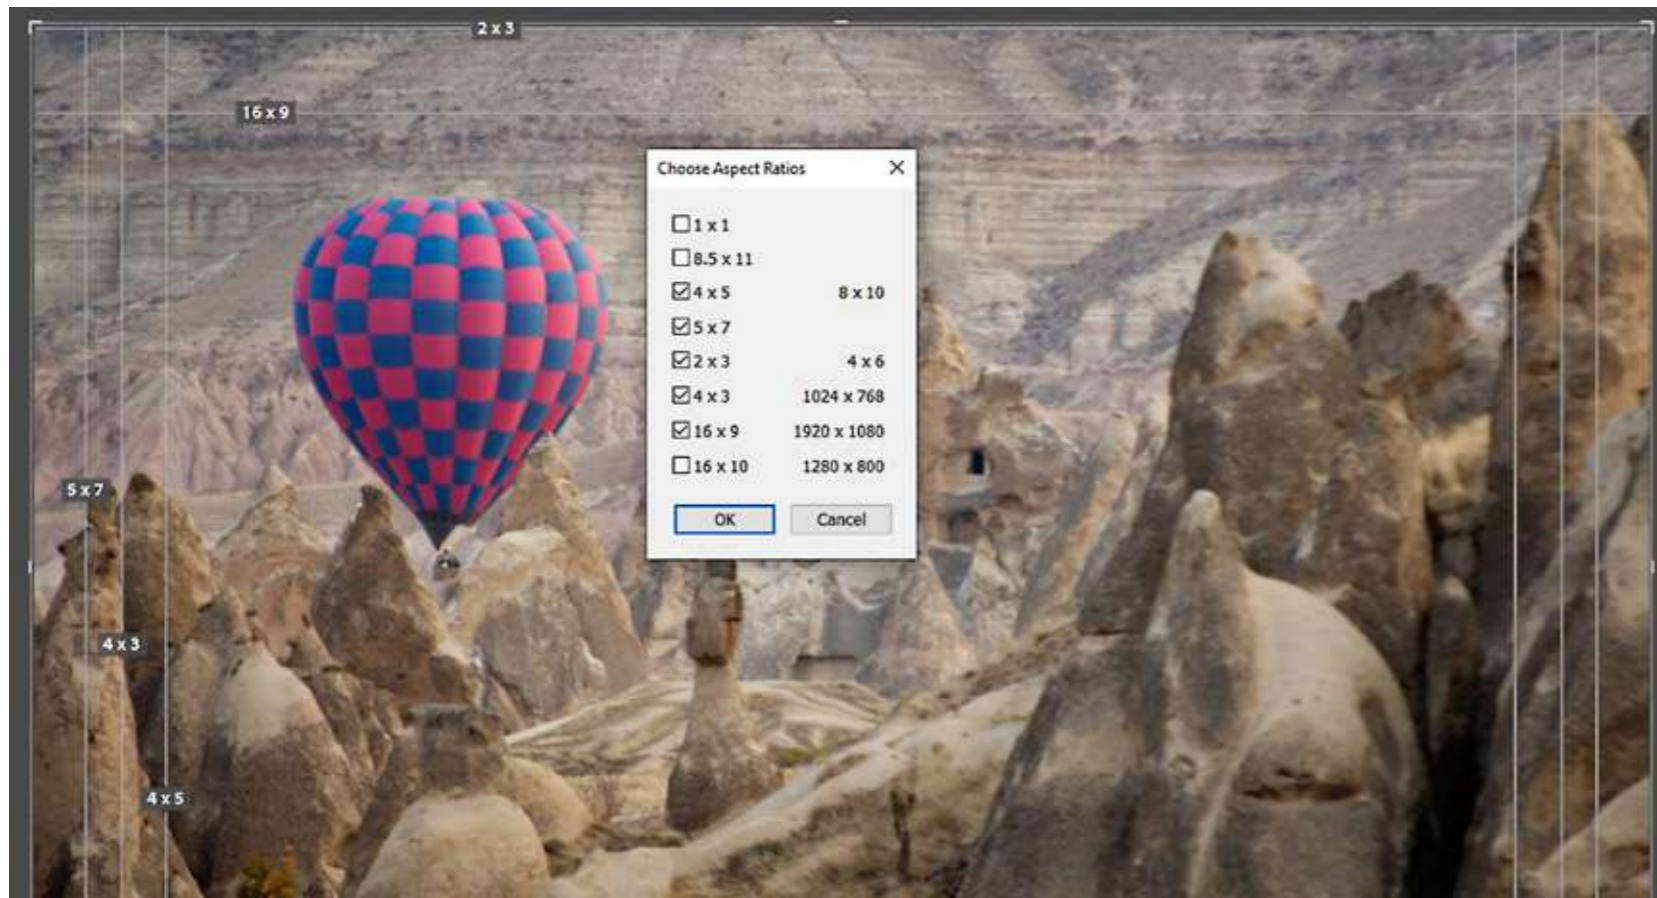 2 x 3
16 x 9
Choose Aspect Ratios
1 x 1
8.5 x 11
4 x 5 8 x 10
5 x 7
2 x 3 4 x 6
4 x 3 1024 x 768
16 x 9 1920 x 1080
16 x 10 1280 x 800
OK Cancel
5 x 7
4 x 3
4 x 5